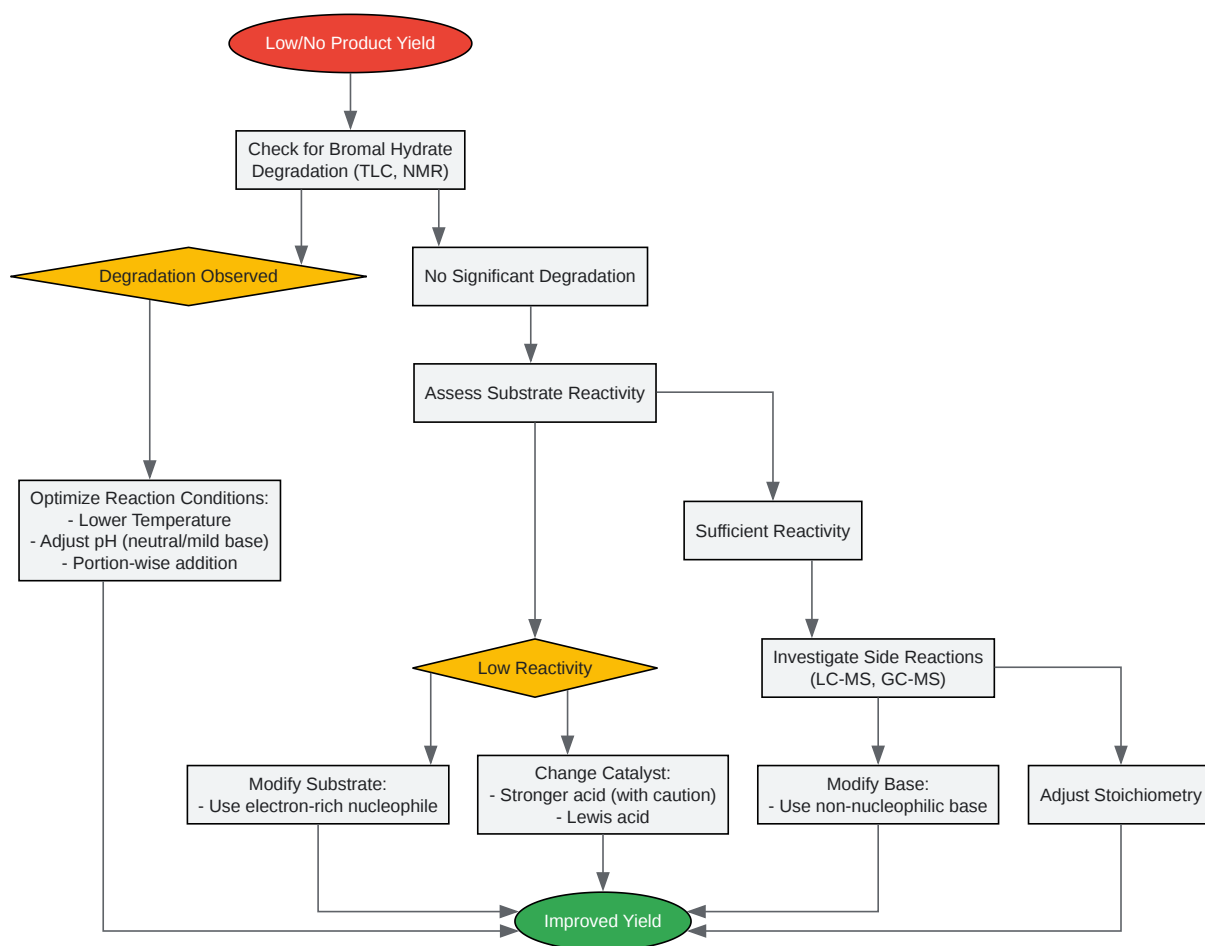 Low/No Product Yield
Check for Bromal Hydrate
Degradation (TLC, NMR)
Degradation Observed
No Significant Degradation
Assess Substrate Reactivity
Optimize Reaction Conditions:
- Lower Temperature
- Adjust pH (neutral/mild base)
- Portion-wise addition
Sufficient Reactivity
Low Reactivity
Investigate Side Reactions
(LC-MS, GC-MS)
Modify Substrate:
- Use electron-rich nucleophile
Change Catalyst:
- Stronger acid (with caution)
- Lewis acid
Modify Base:
- Use non-nucleophilic base
Adjust Stoichiometry
Improved Yield